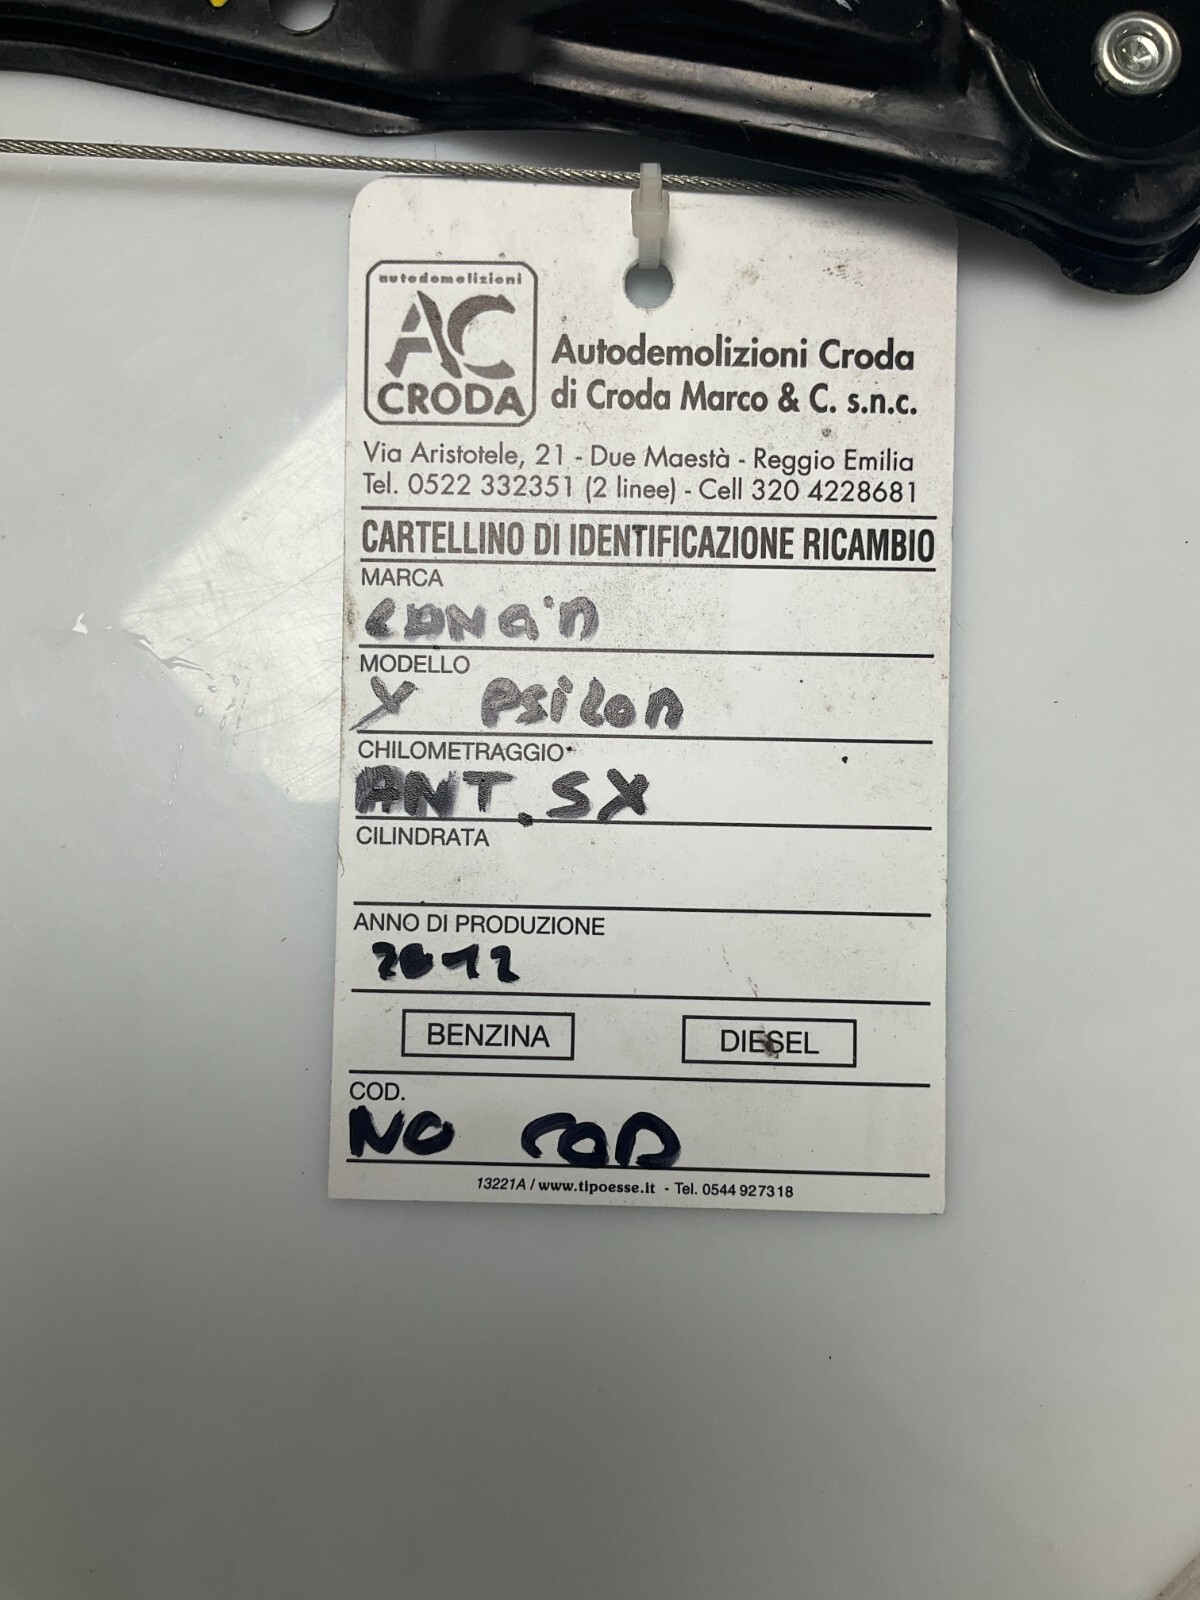 autodemolizioni
AC
CRODA
Autodemolizioni Croda
di Croda Marco & C. s.n.c.
Via Aristotele, 21 - Due Maestà - Reggio Emilia
Tel. 0522 332351 (2 linee) - Cell 320 4228681
CARTELLINO DI IDENTIFICAZIONE RICAMBIO
MARCA
MODELLO
Y PSilon
CHILOMETRAGGIO
ANT. SX
CILINDRATA
ANNO DI PRODUZIONE
2012
BENZINA DIESEL
COD.
NO COD
13221A / www.tipoesse.it - Tel. 0544 927318